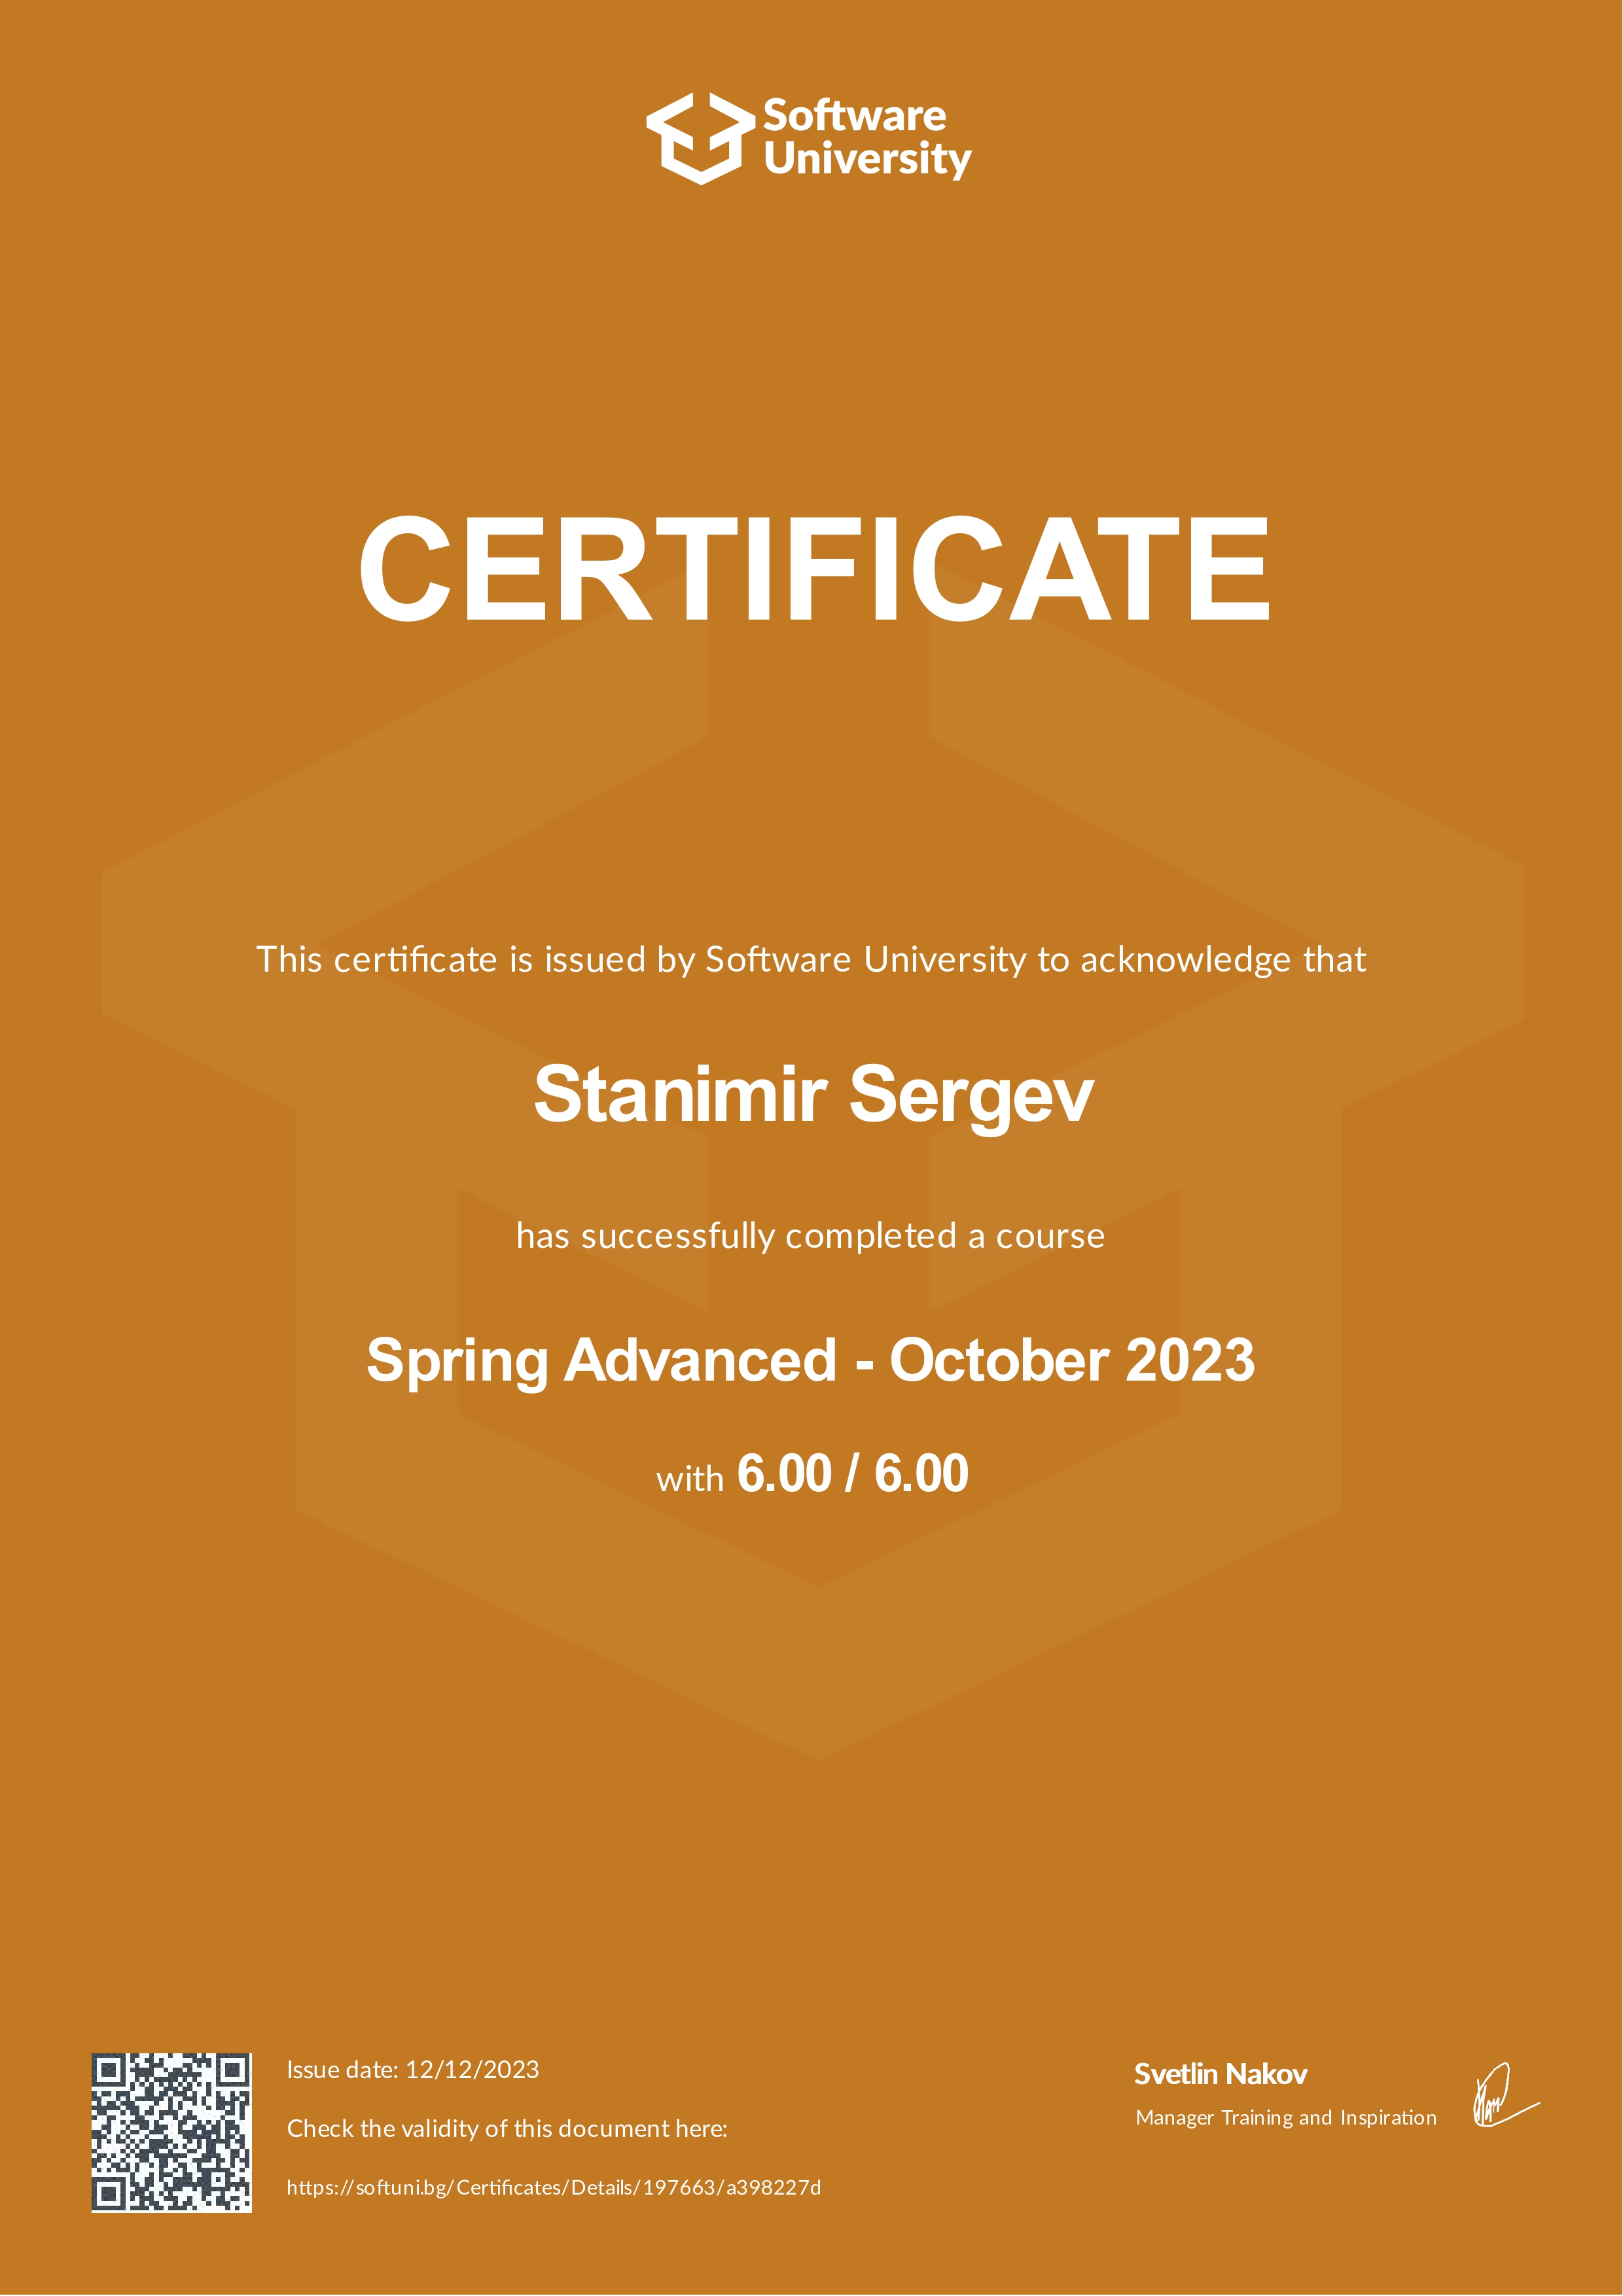 Software
University
CERTIFICATE
This certificate is issued by Software University to acknowledge that
Stanimir Sergev
has successfully completed a course
Spring Advanced - October 2023
with 6.00 / 6.00
Issue date: 12/12/2023
Check the validity of this document here:
https://softuni.bg/Certificates/Details/197663/a398227d
Svetlin Nakov
Manager Training and Inspiration